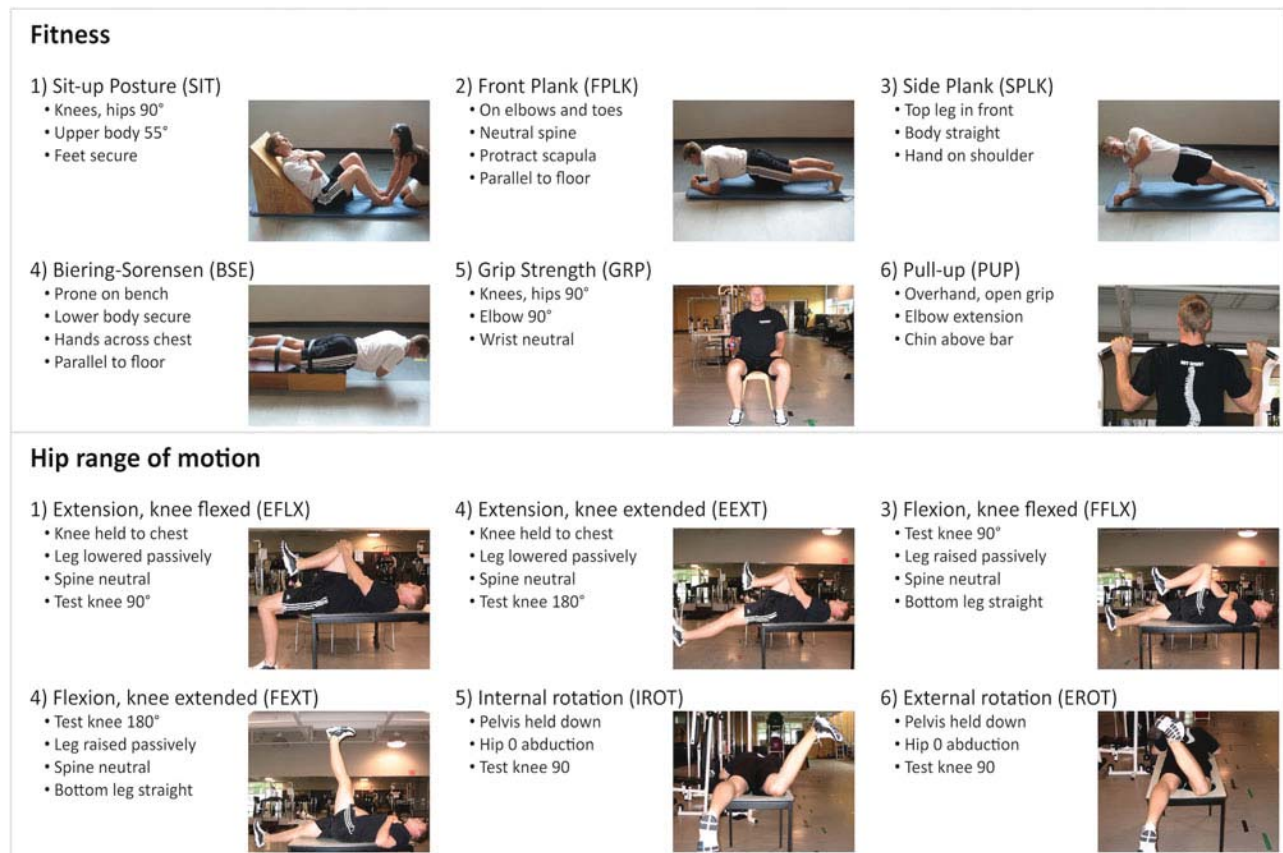 Fitness
1) Sit-up Posture (SIT)
• Knees, hips 90°
• Upper body 55°
• Feet secure
2) Front Plank (FPLK)
• On elbows and toes
• Neutral spine
• Protract scapula
• Parallel to floor
3) Side Plank (SPLK)
• Top leg in front
• Body straight
• Hand on shoulder
4) Biering-Sorensen (BSE)
• Prone on bench
• Lower body secure
• Hands across chest
• Parallel to floor
5) Grip Strength (GRP)
• Knees, hips 90°
• Elbow 90°
• Wrist neutral
6) Pull-up (PUP)
• Overhand, open grip
• Elbow extension
• Chin above bar
Hip range of motion
1) Extension, knee flexed (EFLX)
• Knee held to chest
• Leg lowered passively
• Spine neutral
• Test knee 90°
4) Extension, knee extended (EEXT)
• Knee held to chest
• Leg lowered passively
• Spine neutral
• Test knee 180°
3) Flexion, knee flexed (FFLX)
• Test knee 90°
• Leg raised passively
• Spine neutral
• Bottom leg straight
4) Flexion, knee extended (FEXT)
• Test knee 180°
• Leg raised passively
• Spine neutral
• Bottom leg straight
5) Internal rotation (IROT)
• Pelvis held down
• Hip 0 abduction
• Test knee 90
6) External rotation (EROT)
• Pelvis held down
• Hip 0 abduction
• Test knee 90